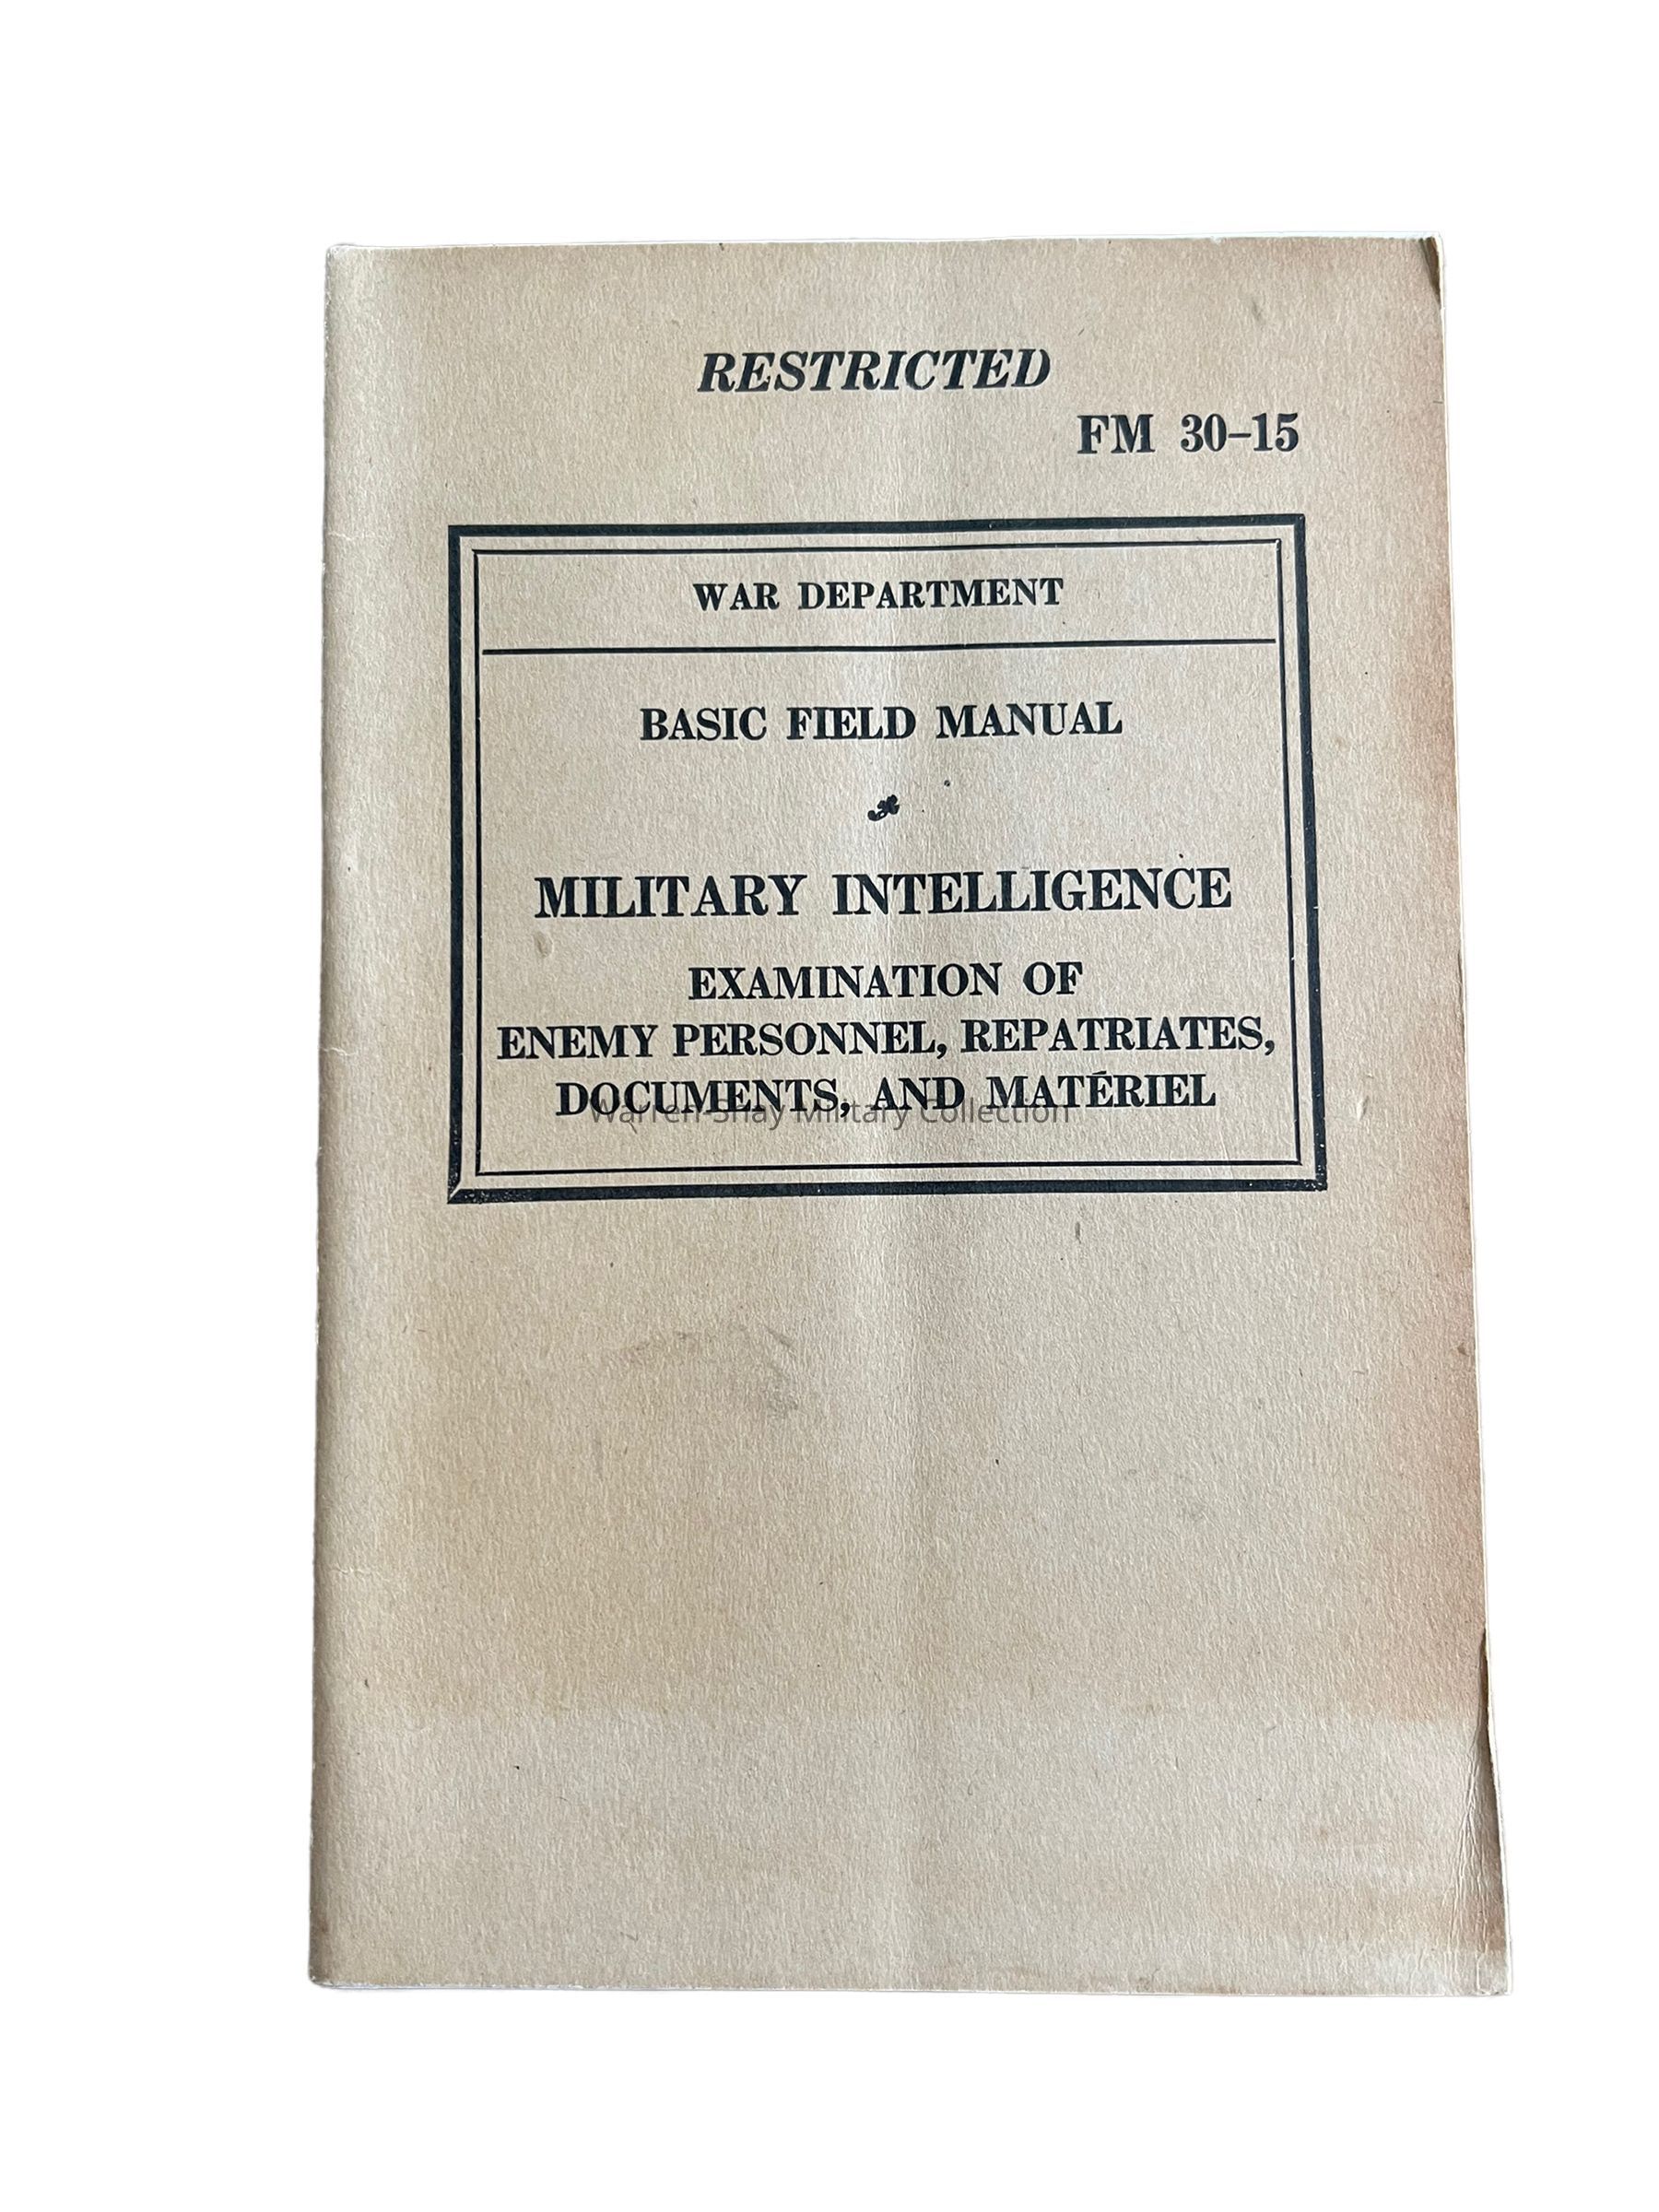 RESTRICTED
FM 30–15
WAR DEPARTMENT
BASIC FIELD MANUAL
MILITARY INTELLIGENCE
EXAMINATION OF
ENEMY PERSONNEL, REPATRIATES,
DOCUMENTS, AND MATÉRIEL
Warren-Shay Military Collection